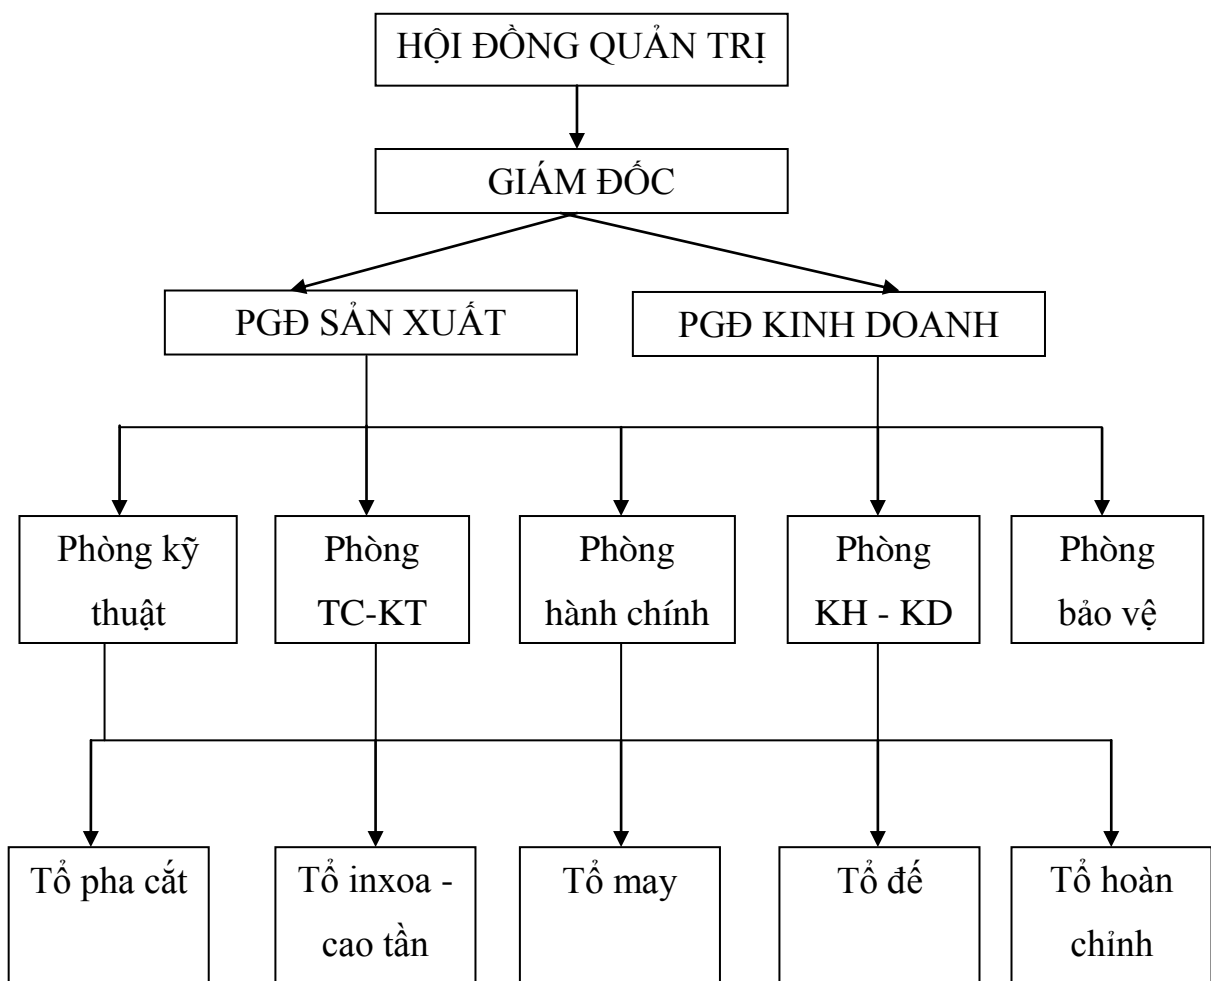 HỘI ĐỒNG QUẢN TRỊ
GIÁM ĐỐC
PGĐ SẢN XUẤT
PGĐ KINH DOANH
Phòng kỹ
thuật
Phòng
TC-KT
Phòng
hành chính
Phòng
KH - KD
Phòng
bảo vệ
Tổ pha cắt
Tổ inxoa -
cao tần
Tổ may
Tổ đế
Tổ hoàn
chỉnh